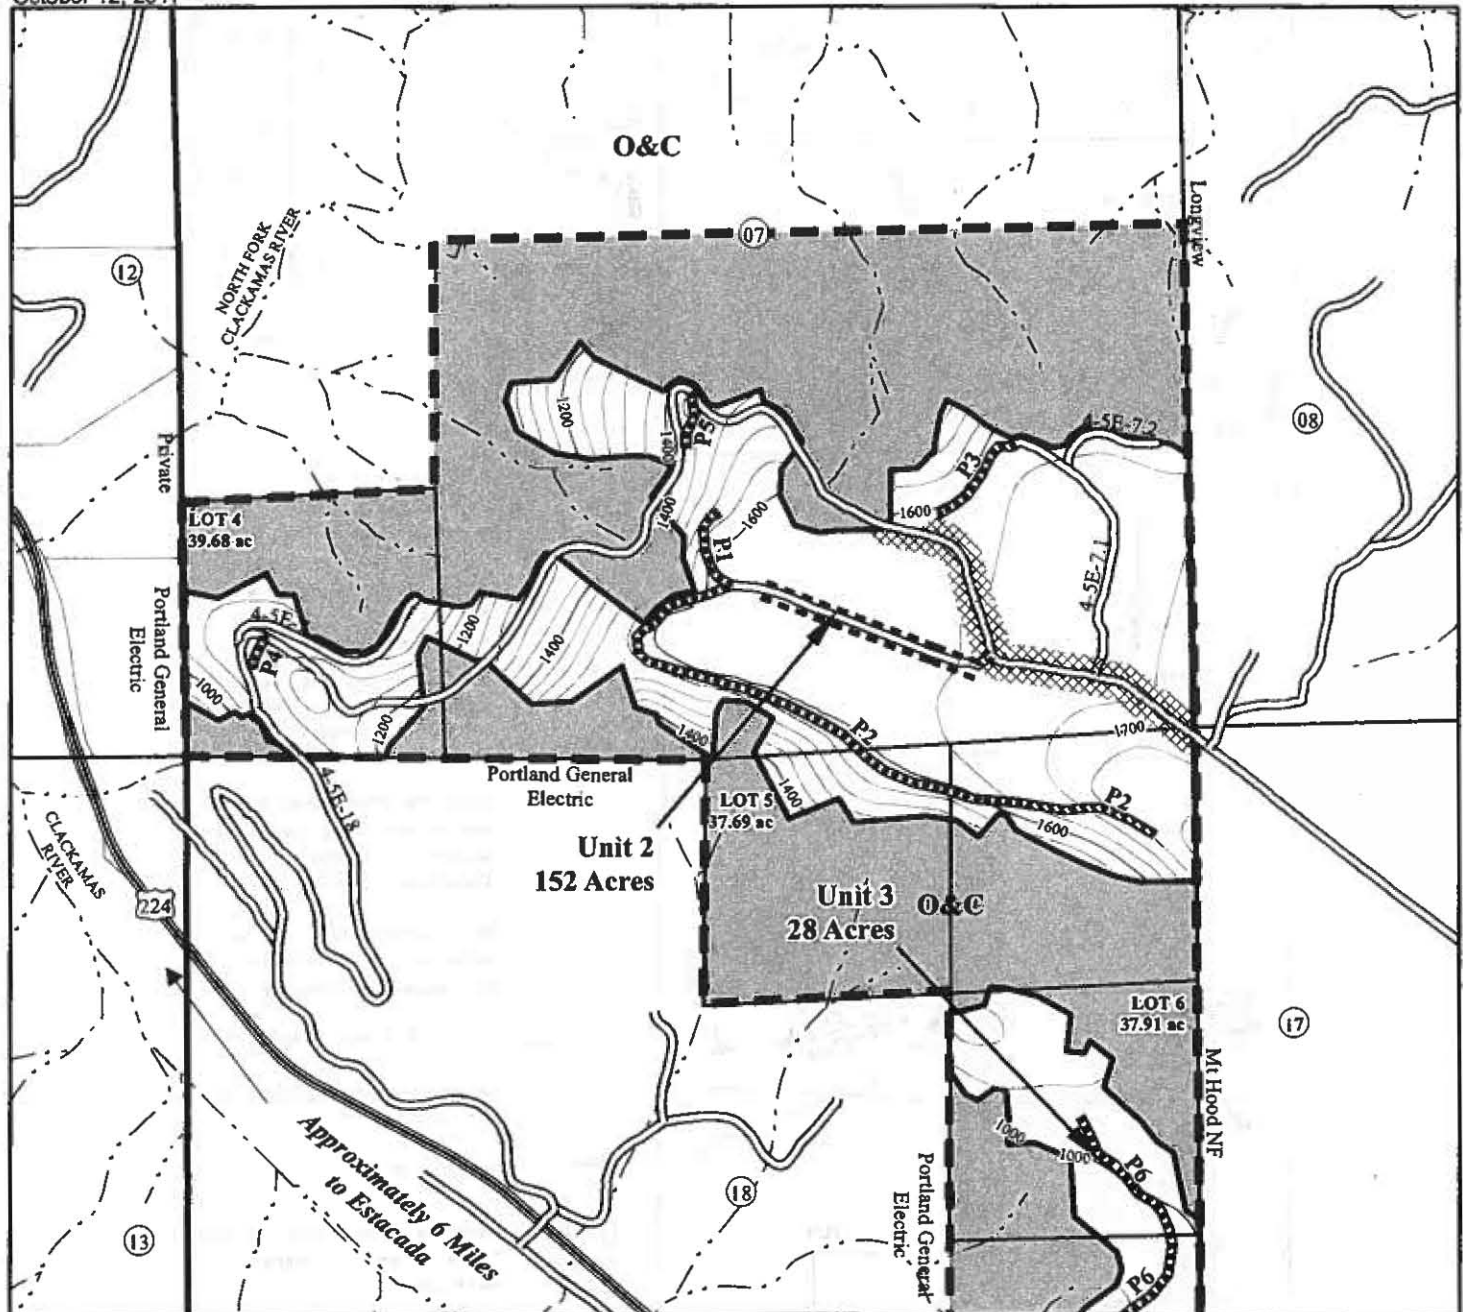 O&C
07
Longview
NORTH FORK
CLACKAMAS RIVER
12
08
Private
1200
1400
P5
4-5E-7.2
P3
1600
1400
1600
P1
4-5E-7.1
LOT 4
39.68 ac
Portland General
Electric
4-5E-
P4
1000
1200
1400
1200
1400
P2
1700
Portland General
Electric
4-5E-18
LOT 5
37.69 ac
1400
P2
1600
CLACKAMAS
RIVER
224
Unit 2
152 Acres
Unit 3
28 Acres
O&C
LOT 6
37.91 ac
17
Mt Hood NF
1000
1000
P6
Approximately 6 Miles
to Estacada
18
13
Portland General
Electric
P6